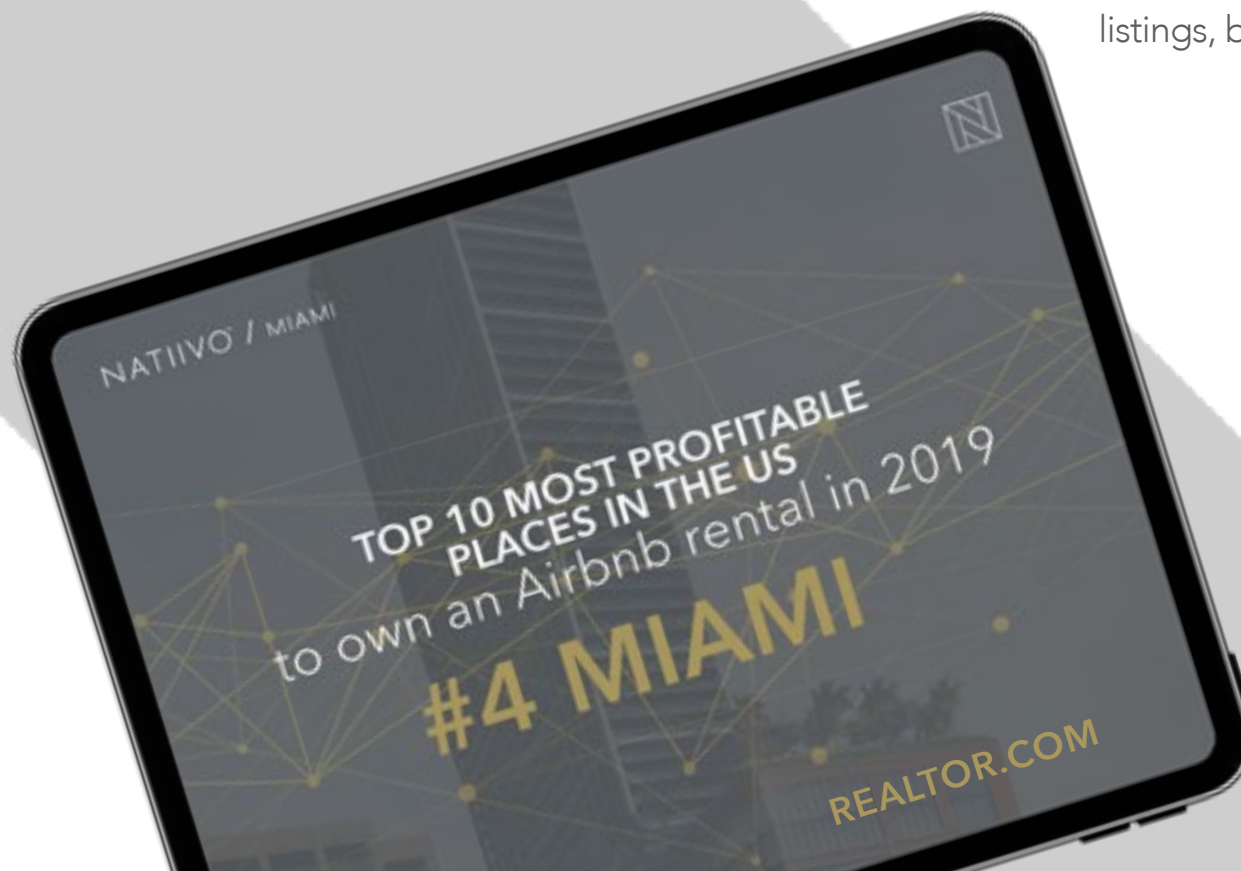 listings, b
NATIIVO / MIAMI
TOP 10 MOST PROFITABLE
PLACES IN THE US
to own an Airbnb rental in 2019
#4 MIAMI
REALTOR.COM